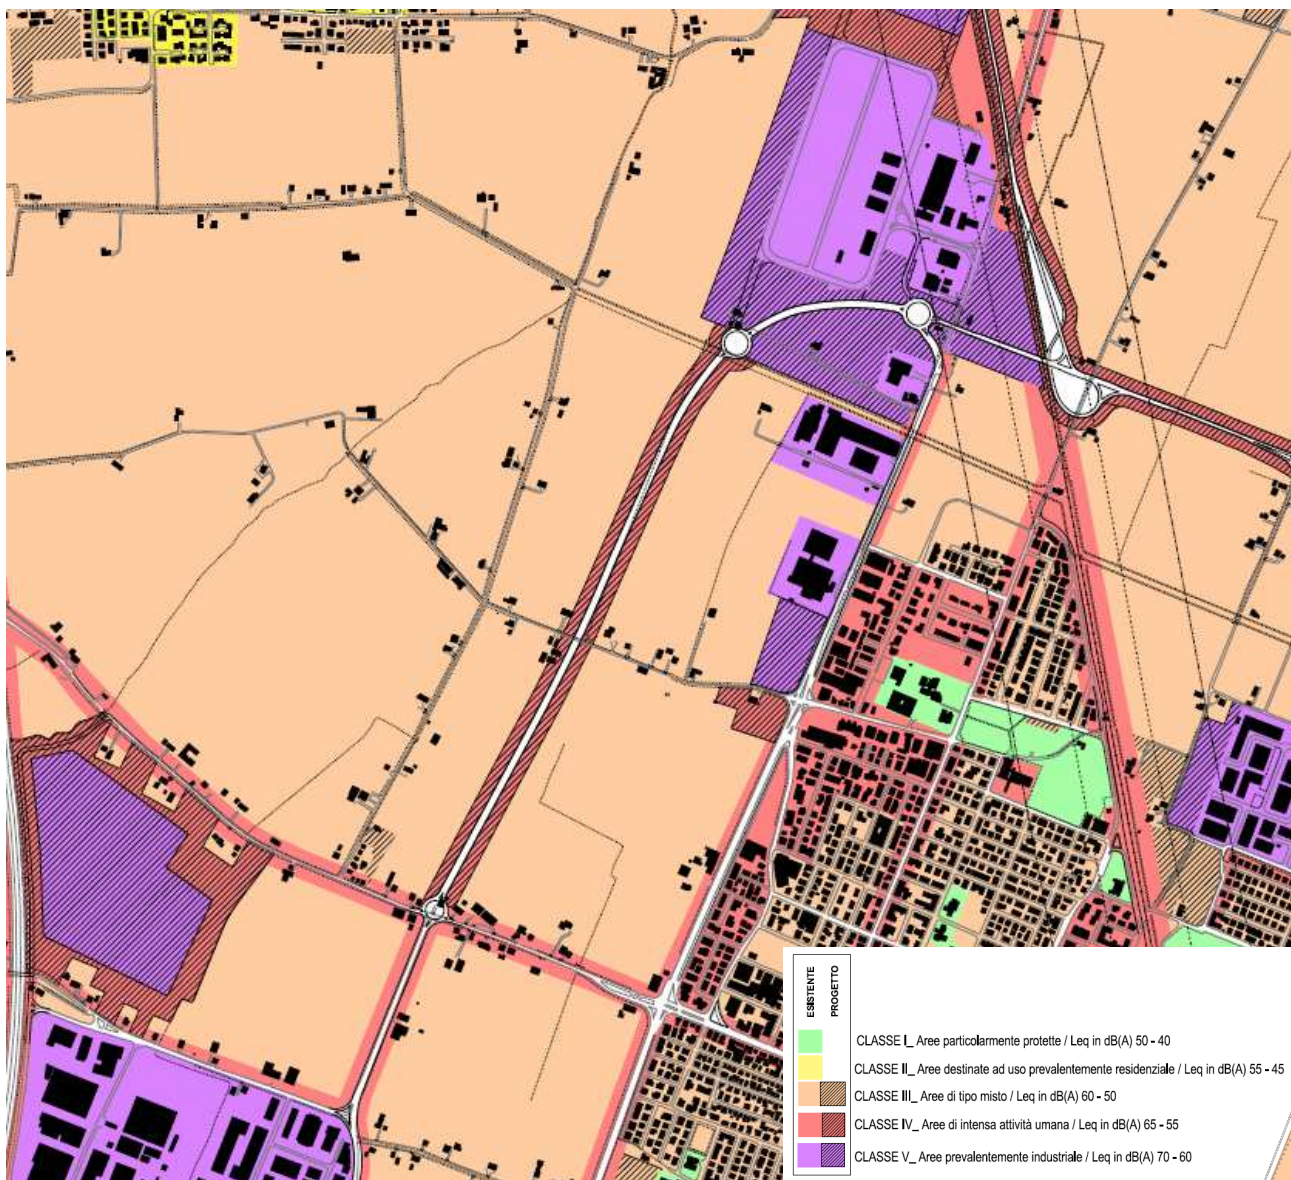 ESISTENTE
PROGETTO
CLASSE I_ Aree particolarmente protette / Leq in dB(A) 50 - 40
CLASSE II_ Aree destinate ad uso prevalentemente residenziale / Leq in dB(A) 55 - 45
CLASSE III_ Aree di tipo misto / Leq in dB(A) 60 - 50
CLASSE IV_ Aree di intensa attività umana / Leq in dB(A) 65 - 55
CLASSE V_ Aree prevalentemente industriale / Leq in dB(A) 70 - 60